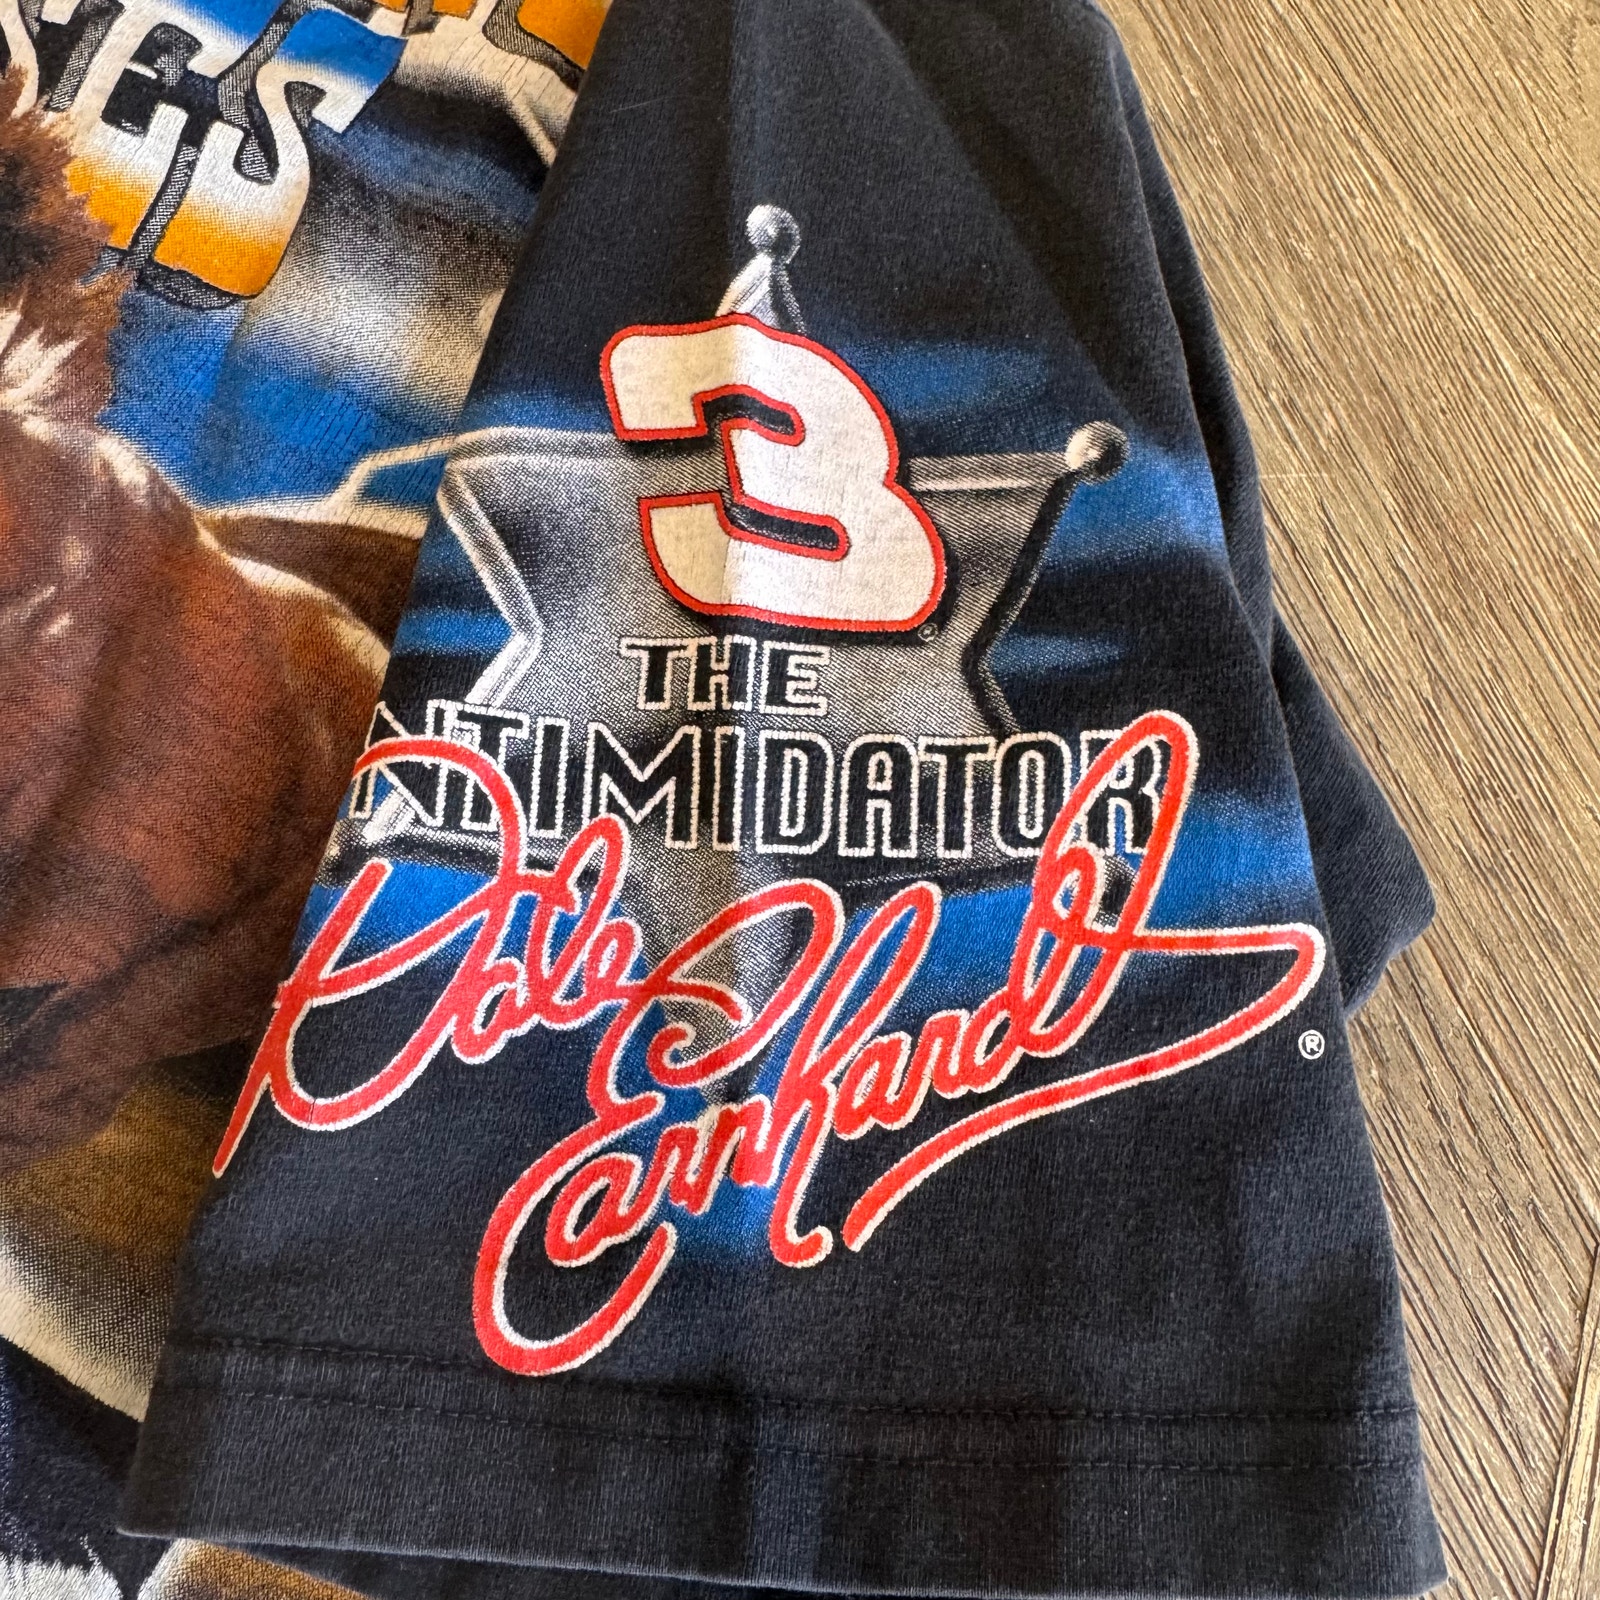 3
THE
INTIMIDATOR
Dale
Earnhardt ®